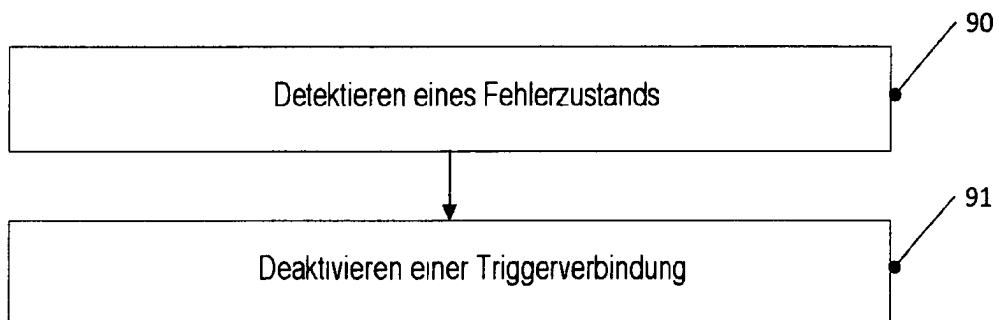 90
Detektieren eines Fehlerzustands
91
Deaktivieren einer Triggerverbindung